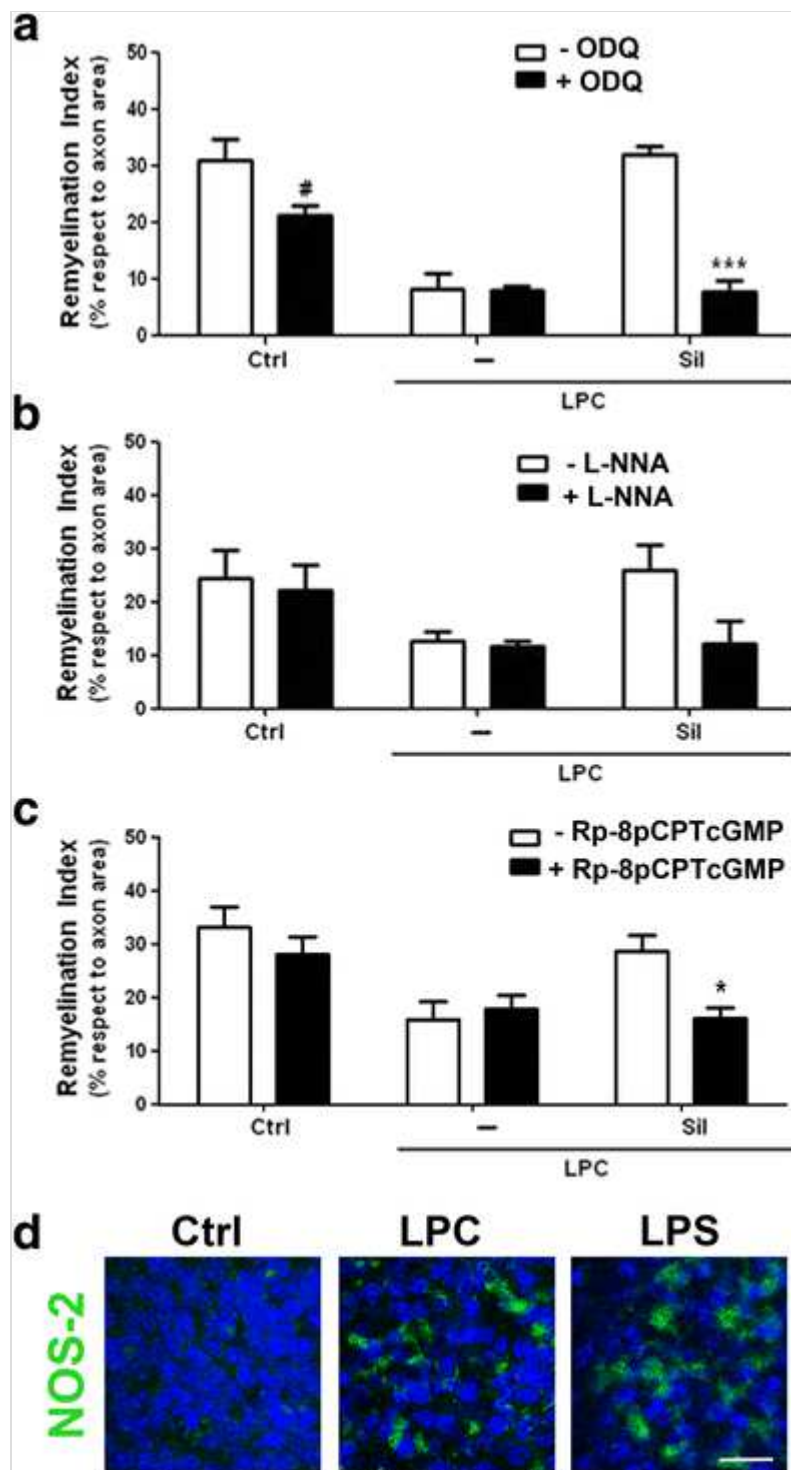 a
Remyelination Index
(% respect to axon area)
50
40
30
20
10
0
- ODQ
+ ODQ
#
***
Ctrl
—
Sil
LPC
b
Remyelination Index
(% respect to axon area)
50
40
30
20
10
0
- L-NNA
+ L-NNA
Ctrl
—
Sil
LPC
c
Remyelination Index
(% respect to axon area)
50
40
30
20
10
0
- Rp-8pCPTcGMP
+ Rp-8pCPTcGMP
*
Ctrl
—
Sil
LPC
d
Ctrl LPC LPS
NOS-2